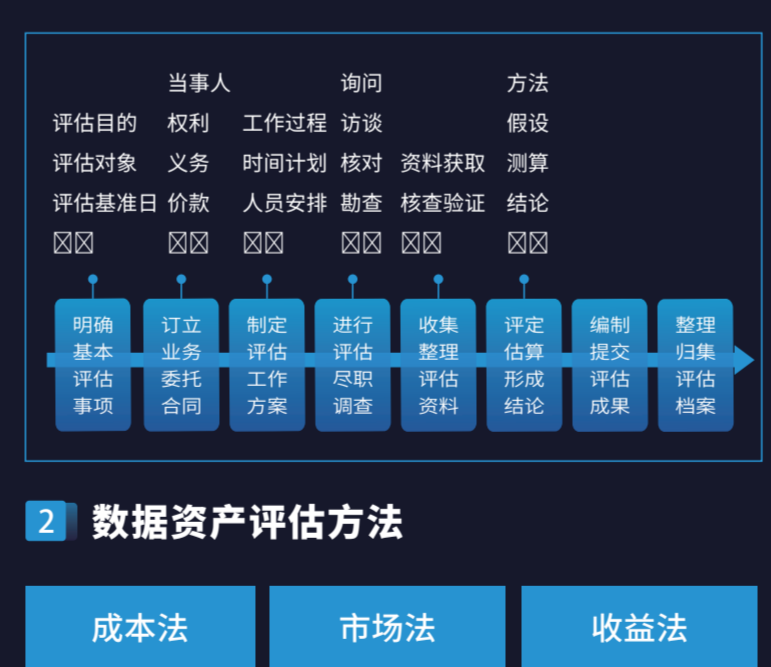 当事人 询问 方法
评估目的 权利 工作过程 访谈 假设
评估对象 义务 时间计划 核对 资料获取 测算
评估基准日 价款 人员安排 勘查 核查验证 结论
明确 订立 制定 进行 收集 评定 编制 整理
基本 业务 评估 评估 整理 估算 提交 归集
评估 委托 工作 尽职 评估 形成 评估 评估
事项 合同 方案 调查 资料 结论 成果 档案
2 数据资产评估方法
成本法 市场法 收益法